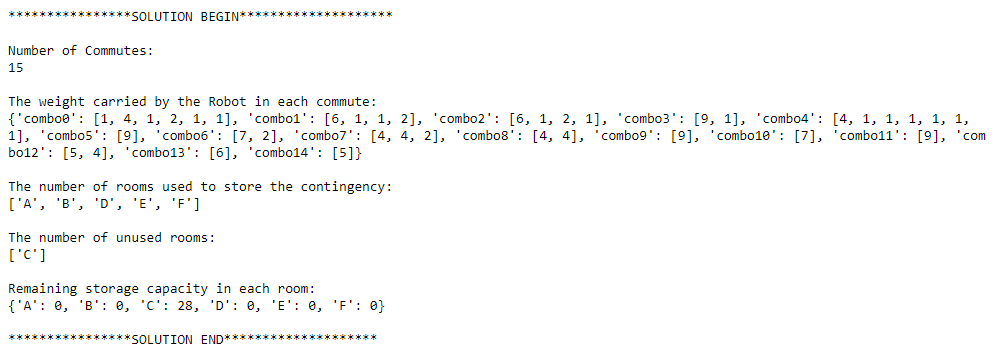 ****************SOLUTION BEGIN********************
Number of Commutes:
15
The weight carried by the Robot in each commute:
{'combo0': [1, 4, 1, 2, 1, 1], 'combo1': [6, 1, 1, 2], 'combo2': [6, 1, 2, 1], 'combo3': [9, 1], 'combo4': [4, 1, 1, 1, 1, 1,
1], 'combo5': [9], 'combo6': [7, 2], 'combo7': [4, 4, 2], 'combo8': [4, 4], 'combo9': [9], 'combo10': [7], 'combo11': [9], 'com
bo12': [5, 4], 'combo13': [6], 'combo14': [5]}
The number of rooms used to store the contingency:
['A', 'B', 'D', 'E', 'F']
The number of unused rooms:
['C']
Remaining storage capacity in each room:
{'A': 0, 'B': 0, 'C': 28, 'D': 0, 'E': 0, 'F': 0}
****************SOLUTION END********************